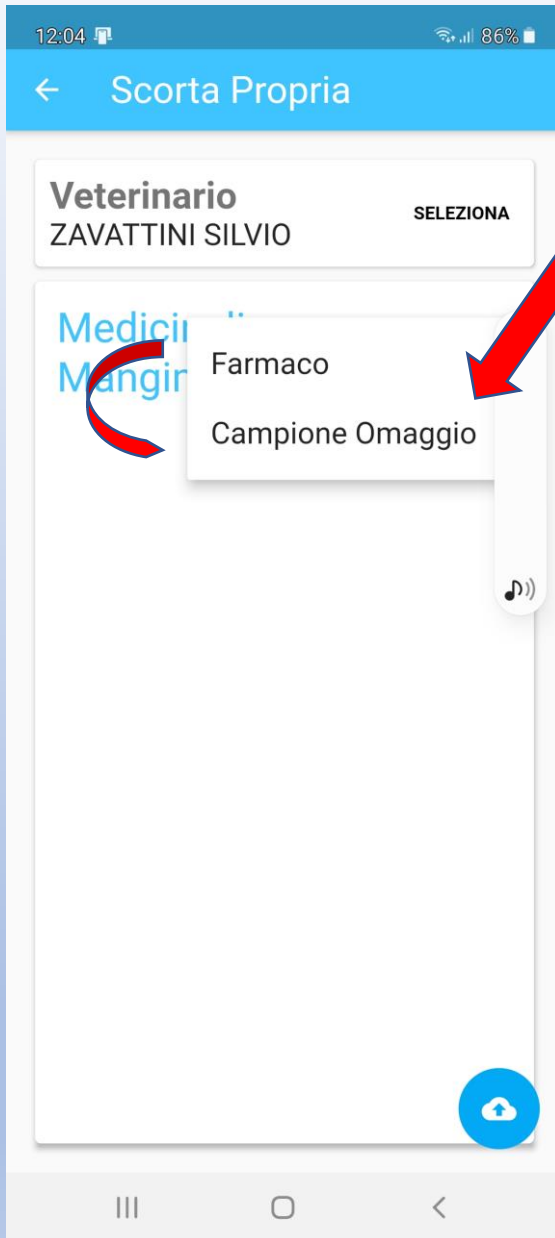 12:04 86%
Scorta Propria
Veterinario
ZAVATTINI SILVIO
SELEZIONA
Farmaco
Campione Omaggio